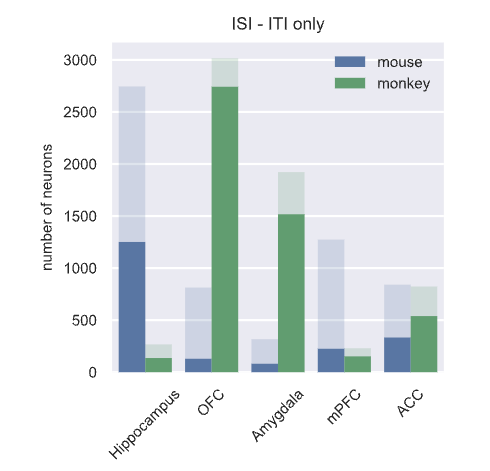 ISI - ITI only
mouse
monkey
number of neurons
3000
2500
2000
1500
1000
500
0
Hippocampus
OFC
Amygdala
mPFC
ACC